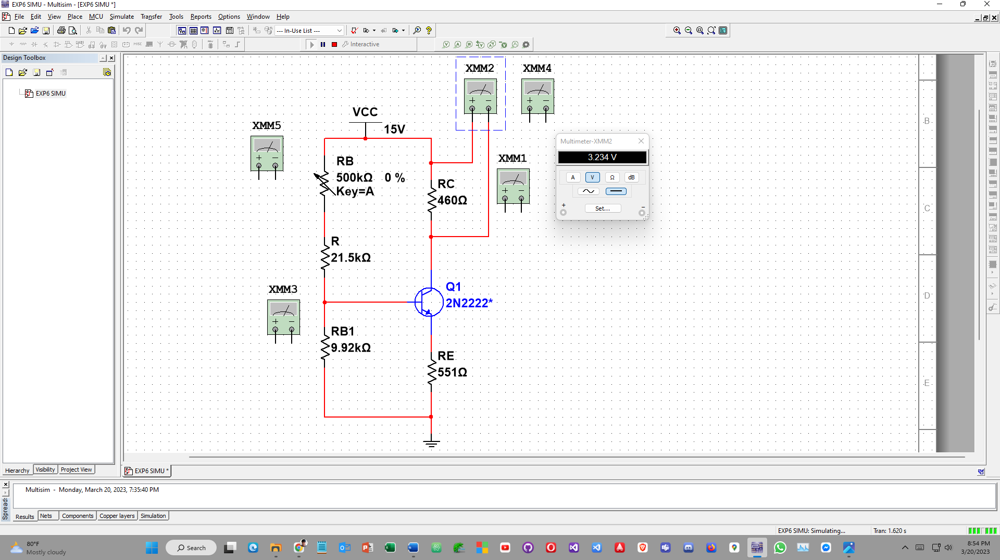 EXP6 SIMU - Multisim - [EXP6 SIMU *]
File Edit View Place MCU Simulate Transfer Tools Reports Options Window Help
--- In-Use List ---
Interactive
Design Toolbox
EXP6 SIMU
XMM2
XMM4
VCC
15V
XMM5
XMM1
XMM3
RB
500kΩ 0 %
Key=A
RC
460Ω
R
21.5kΩ
Q1
2N2222*
RB1
9.92kΩ
RE
551Ω
Multimeter-XMM2
3.234 V
A V Ω dB
Set...
B
C
D
E
Hierarchy Visibility Project View
EXP6 SIMU *
Multisim - Monday, March 20, 2023, 7:35:40 PM
Spread:
Results Nets Components Copper layers Simulation
EXP6 SIMU: Simulating... Tran: 1.620 s
80°F
Mostly cloudy
Search
8:54 PM
3/20/2023